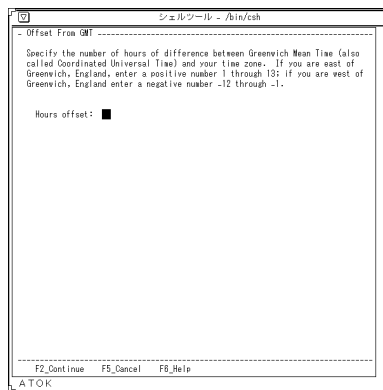 シェルツール - /bin/csh
- Offset From GMT -
Specify the number of hours of difference between Greenwich Mean Time (also
called Coordinated Universal Time) and your time zone. If you are east of
Greenwich, England, enter a positive number 1 through 13; if you are west of
Greenwich, England enter a negative number -12 through -1.
Hours offset:
F2_Continue F5_Cancel F6_Help
ATOK